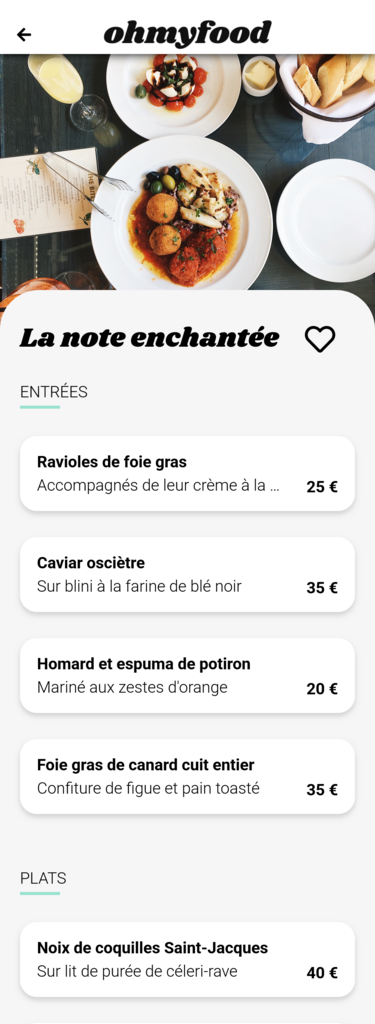 ohmyfood
La note enchantée
ENTRÉES
Ravioles de foie gras
Accompagnés de leur crème à la ...
25 €
Caviar osciètre
Sur blini à la farine de blé noir
35 €
Homard et espuma de potiron
Mariné aux zestes d'orange
20 €
Foie gras de canard cuit entier
Confiture de figue et pain toasté
35 €
PLATS
Noix de coquilles Saint-Jacques
Sur lit de purée de céleri-rave
40 €